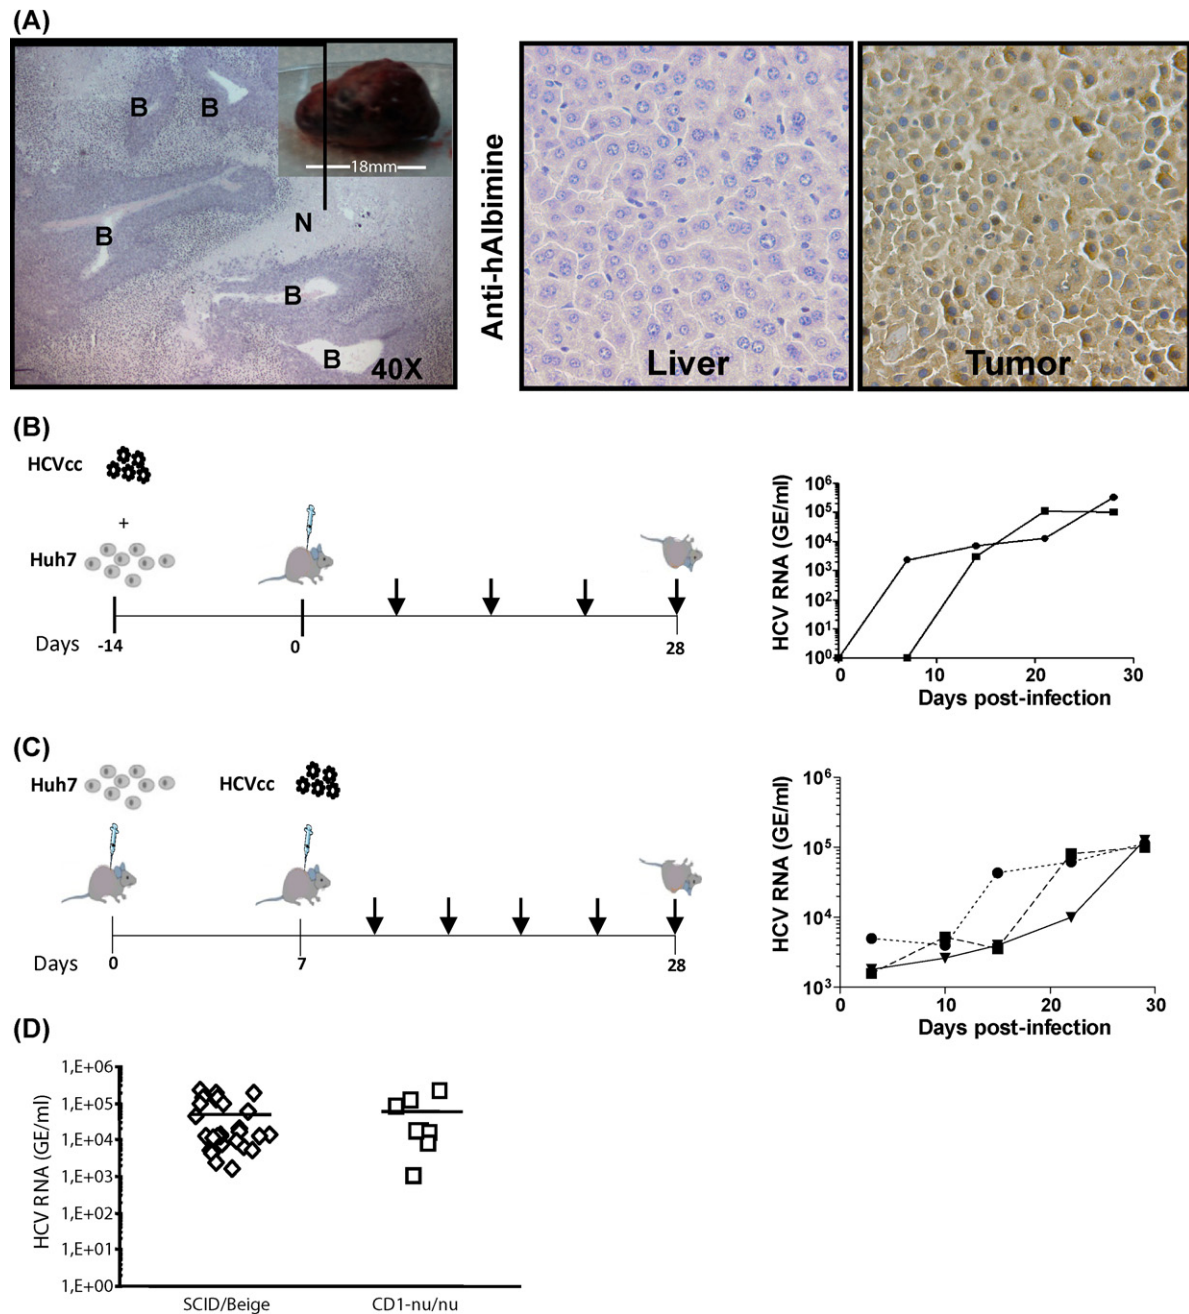 (A)
B
B
18mm
N
B
B
B
40X
Anti-hAlbimine
Liver
Tumor
(B)
HCVcc
+
Huh7
Days
-14
0
28
HCV RNA (GE/ml)
10⁶
10⁵
10⁴
10³
10²
10¹
10⁰
0
10
20
30
Days post-infection
(C)
Huh7
HCVcc
Days
0
7
28
HCV RNA (GE/ml)
10⁶
10⁵
10⁴
10³
0
10
20
30
Days post-infection
(D)
HCV RNA (GE/ml)
1,E+06
1,E+05
1,E+04
1,E+03
1,E+02
1,E+01
1,E+00
SCID/Beige
CD1-nu/nu